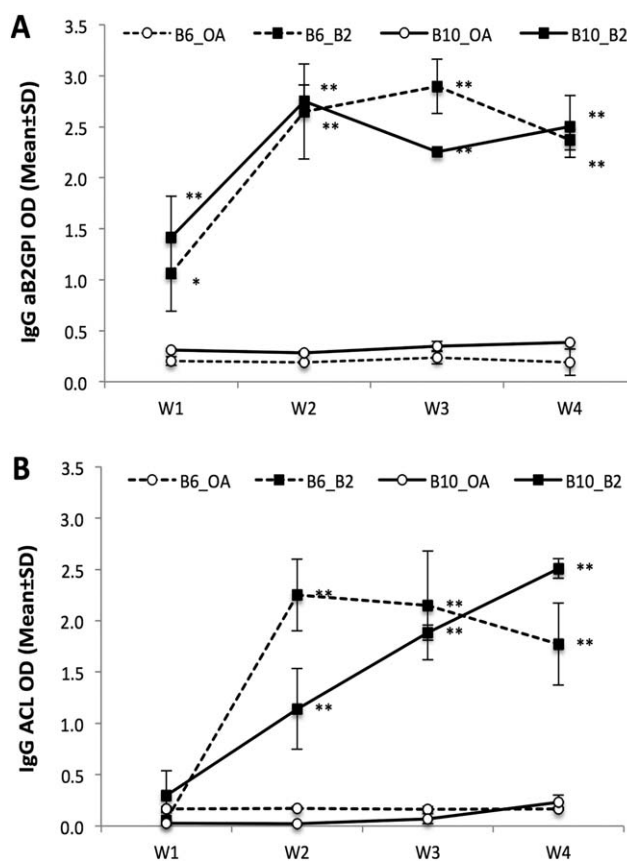 A
B6_OA B6_B2 B10_OA B10_B2
IgG aB2GPI OD (Mean±SD)
3.5
3.0
2.5
2.0
1.5
1.0
0.5
0.0
** *
** **
** **
** **
W1 W2 W3 W4
B
B6_OA B6_B2 B10_OA B10_B2
IgG ACL OD (Mean±SD)
3.5
3.0
2.5
2.0
1.5
1.0
0.5
0.0
** **
** **
** **
W1 W2 W3 W4